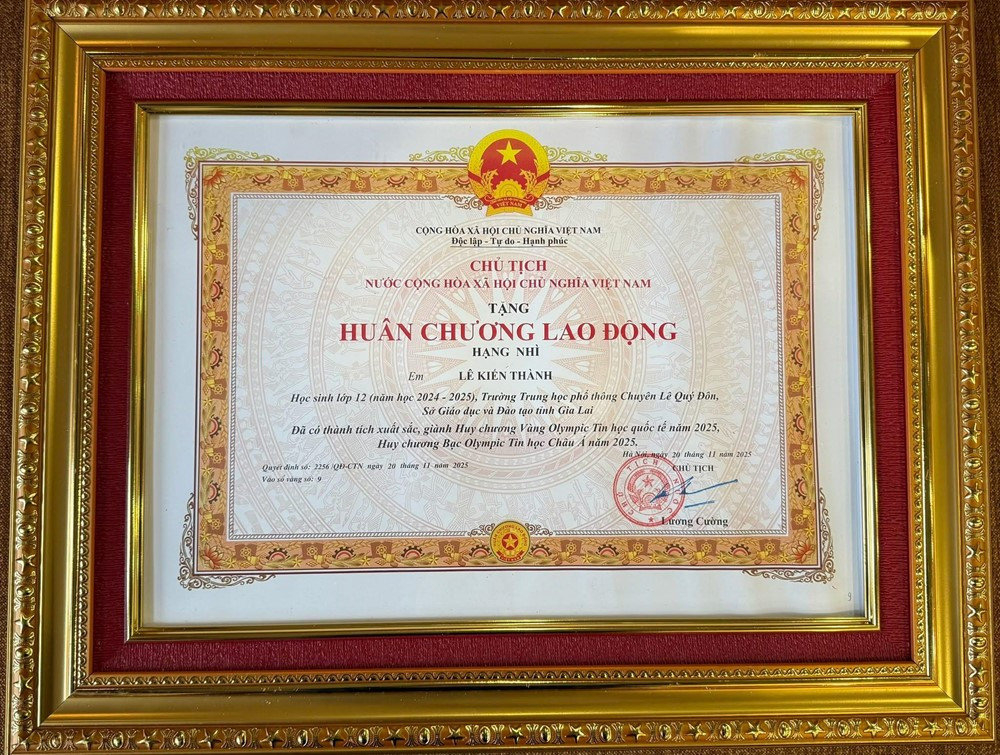 VIỆT NAM
CỘNG HÒA XÃ HỘI CHỦ NGHĨA VIỆT NAM
Độc lập - Tự do - Hạnh phúc
CHỦ TỊCH
NƯỚC CỘNG HÒA XÃ HỘI CHỦ NGHĨA VIỆT NAM
TẶNG
HUÂN CHƯƠNG LAO ĐỘNG
HẠNG NHÌ
Em LÊ KIẾN THÀNH
Học sinh lớp 12 (năm học 2024 - 2025), Trường Trung học phổ thông Chuyên Lê Quý Đôn,
Sở Giáo dục và Đào tạo tỉnh Gia Lai
Đã có thành tích xuất sắc, giành Huy chương Vàng Olympic Tin học quốc tế năm 2025,
Huy chương Bạc Olympic Tin học Châu Á năm 2025.
Hà Nội, ngày 20 tháng 11 năm 2025
Quyết định số: 2256 /QĐ-CTN ngày 20 tháng 11 năm 2025
Vào sổ vàng số: 9
CHỦ TỊCH
CHỦ TỊCH NƯỚC
Lương Cường